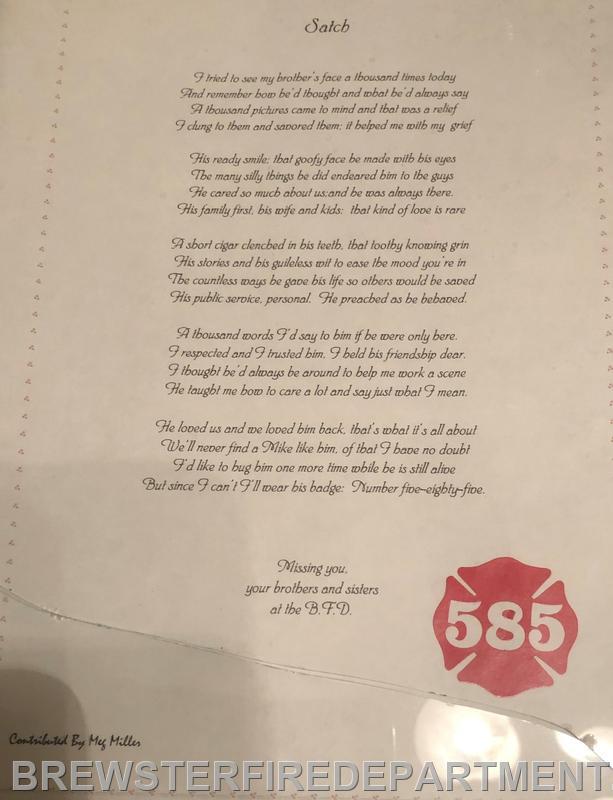 Satch
I tried to see my brother's face a thousand times today
And remember how he'd thought and what he'd always say
A thousand pictures came to mind and that was a relief
I clung to them and savored them; it helped me with my grief
His ready smile; that goofy face he made with his eyes
The many silly things he did endeared him to the guys
He cared so much about us;and he was always there.
His family first, his wife and kids; that kind of love is rare
A short cigar clenched in his teeth, that toothy knowing grin
His stories and his guileless wit to ease the mood you're in
The countless ways he gave his life so others would be saved
His public service, personal. He preached as he behaved.
A thousand words I'd say to him if he were only here.
I respected and I trusted him, I held his friendship dear.
I thought he'd always be around to help me work a scene
He taught me how to care a lot and say just what I mean.
He loved us and we loved him back, that's what it's all about
We'll never find a Mike like him, of that I have no doubt
I'd like to hug him one more time while he is still alive
But since I can't I'll wear his badge: Number five-eighty-five.
Missing you,
your brothers and sisters
at the B.F.D.
585
Contributed By Meg Miller
BREWSTERFIREDEPARTMENT